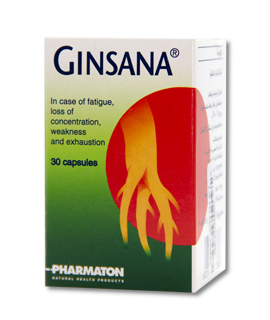 GINSANA®
In case of fatigue,
loss of
concentration,
weakness
and exhaustion
30 capsules
PHARMATON
NATURAL HEALTH PRODUCTS